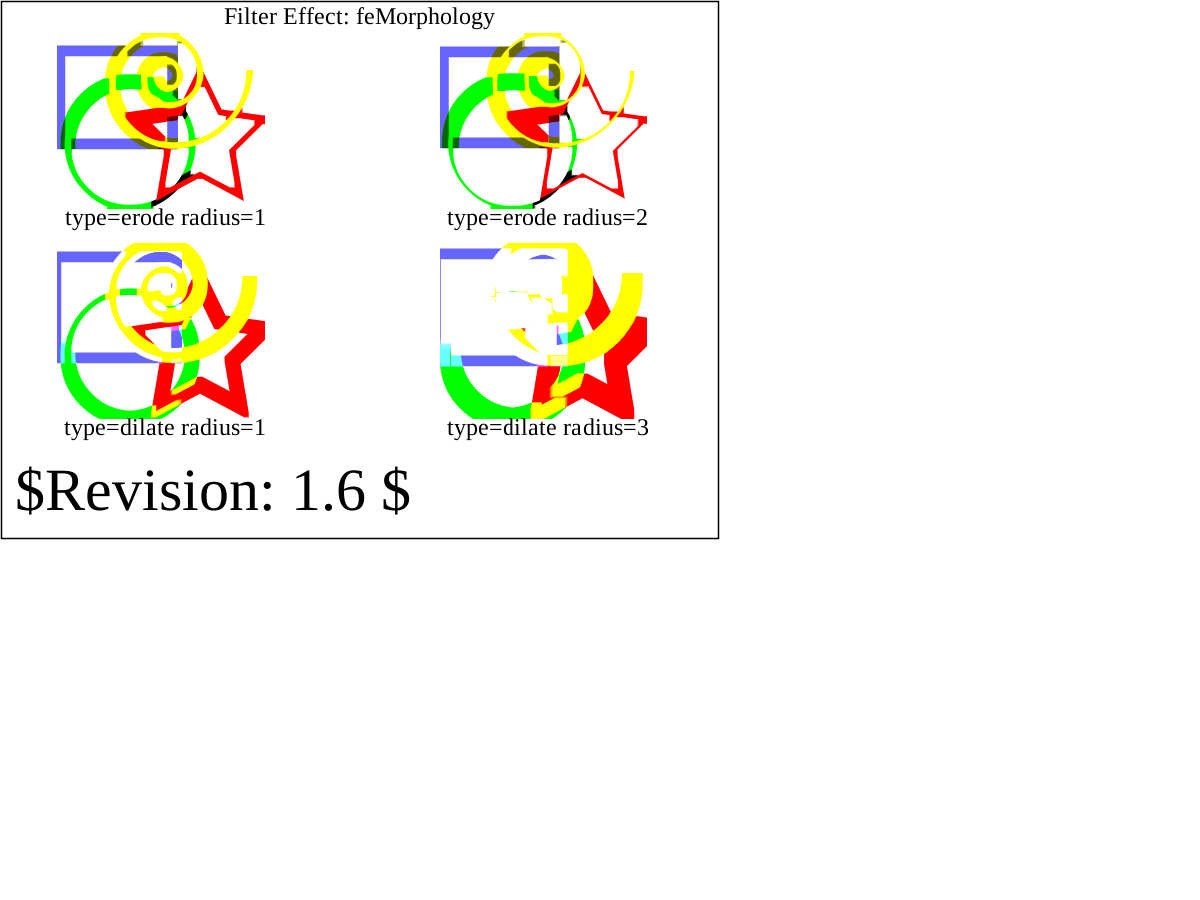 Filter Effect: feMorphology
type=erode radius=1
type=erode radius=2
type=dilate radius=1
type=dilate radius=3
$Revision: 1.6 $